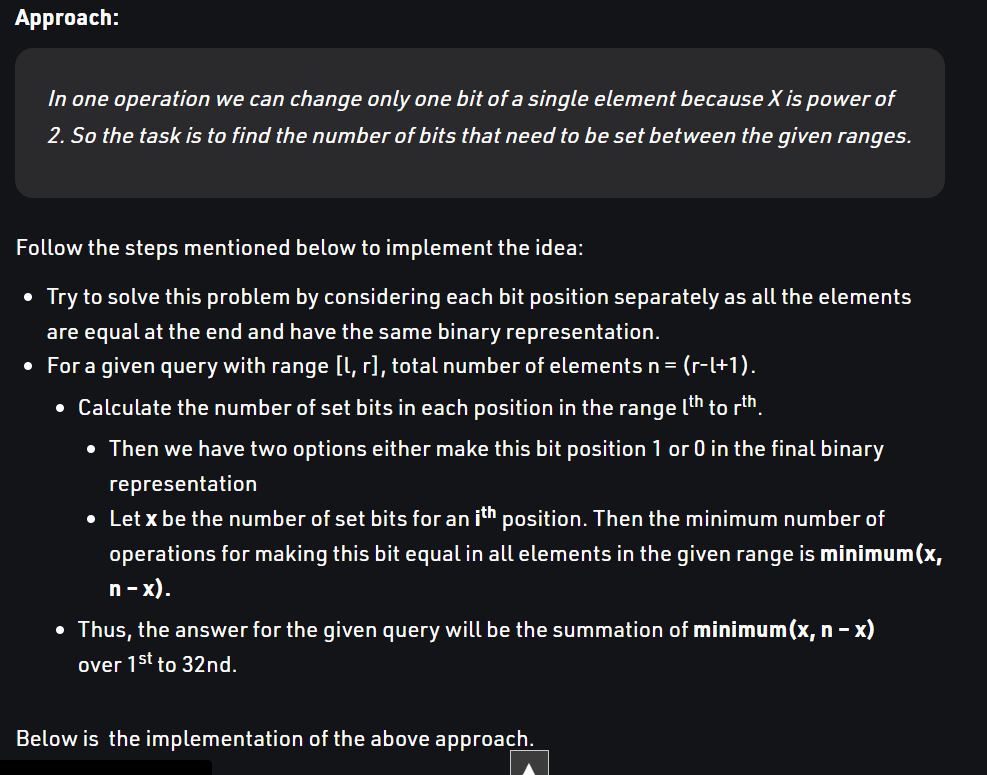 Approach:
In one operation we can change only one bit of a single element because X is power of
2. So the task is to find the number of bits that need to be set between the given ranges.
Follow the steps mentioned below to implement the idea:
• Try to solve this problem by considering each bit position separately as all the elements
are equal at the end and have the same binary representation.
• For a given query with range [l, r], total number of elements n = (r-l+1).
• Calculate the number of set bits in each position in the range lth to rth.
• Then we have two options either make this bit position 1 or 0 in the final binary
representation
• Let x be the number of set bits for an ith position. Then the minimum number of
operations for making this bit equal in all elements in the given range is minimum(x,
n – x).
• Thus, the answer for the given query will be the summation of minimum(x, n – x)
over 1st to 32nd.
Below is the implementation of the above approach.